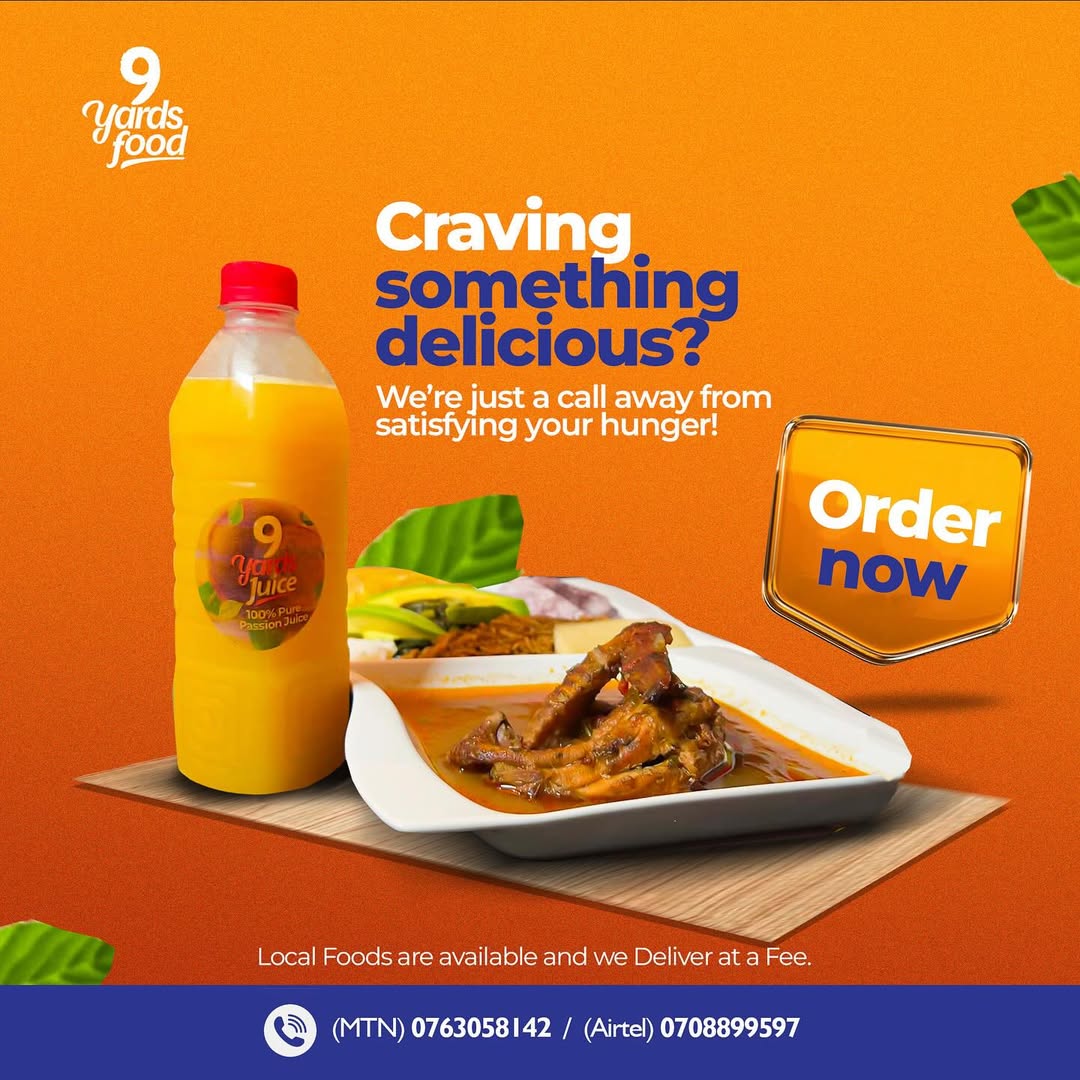 9
Yards
food
Craving
something
delicious?
We're just a call away from
satisfying your hunger!
Order
now
9
Yards
Juice
100% Pure
Passion Juice
Local Foods are available and we Deliver at a Fee.
(MTN) 0763058142 / (Airtel) 0708899597